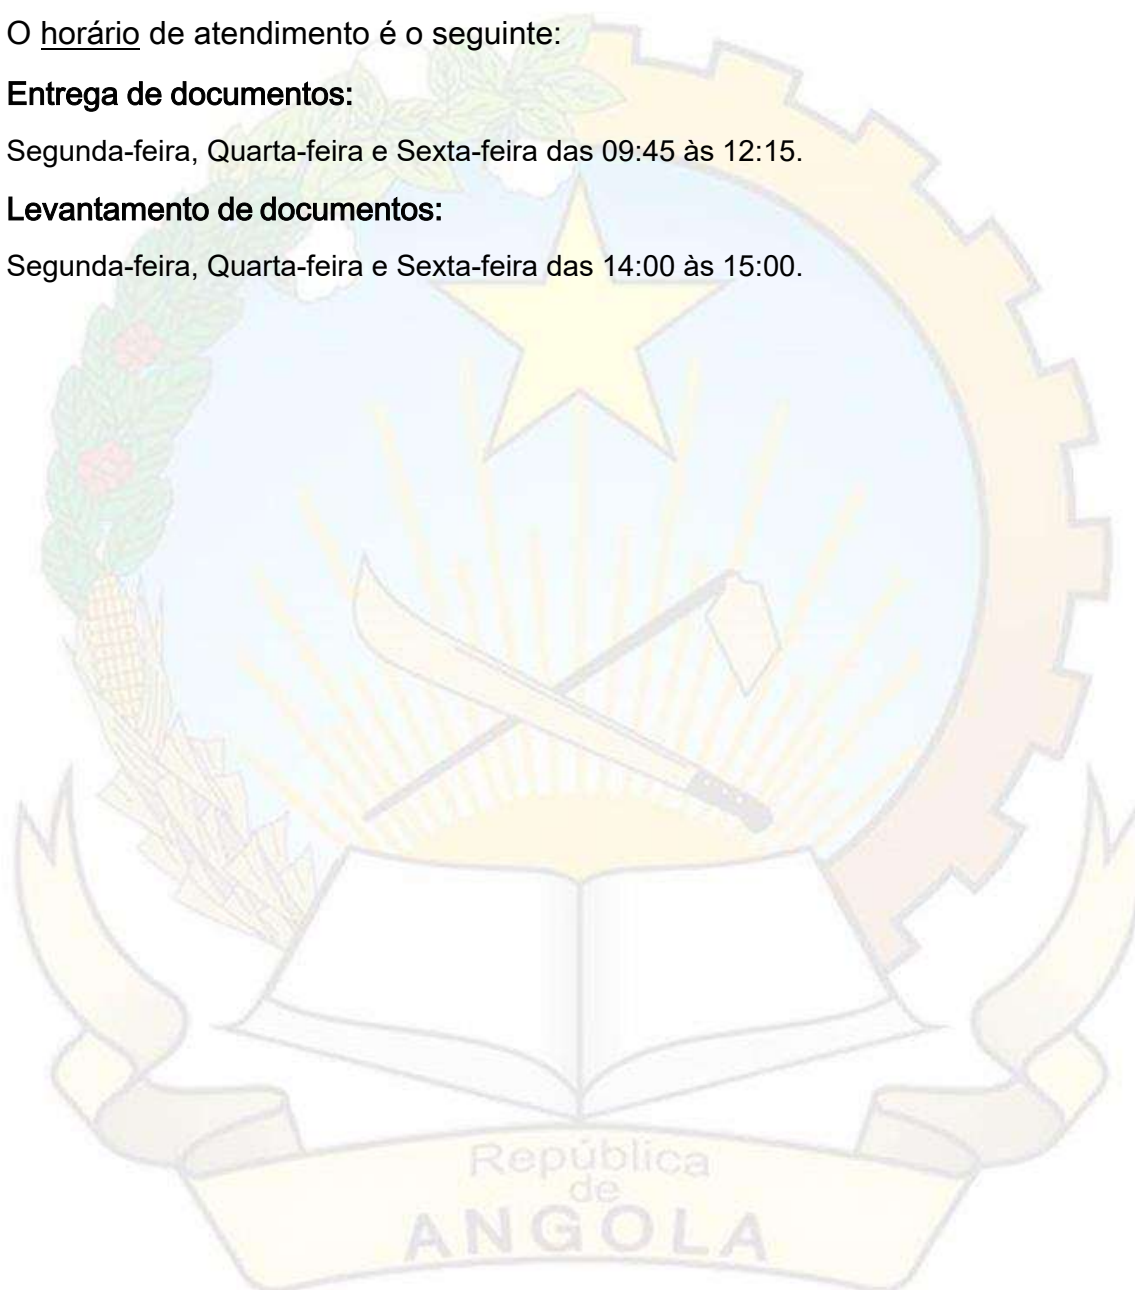 O horário de atendimento é o seguinte:
Entrega de documentos:
Segunda-feira, Quarta-feira e Sexta-feira das 09:45 às 12:15.
Levantamento de documentos:
Segunda-feira, Quarta-feira e Sexta-feira das 14:00 às 15:00.
República
de
ANGOLA